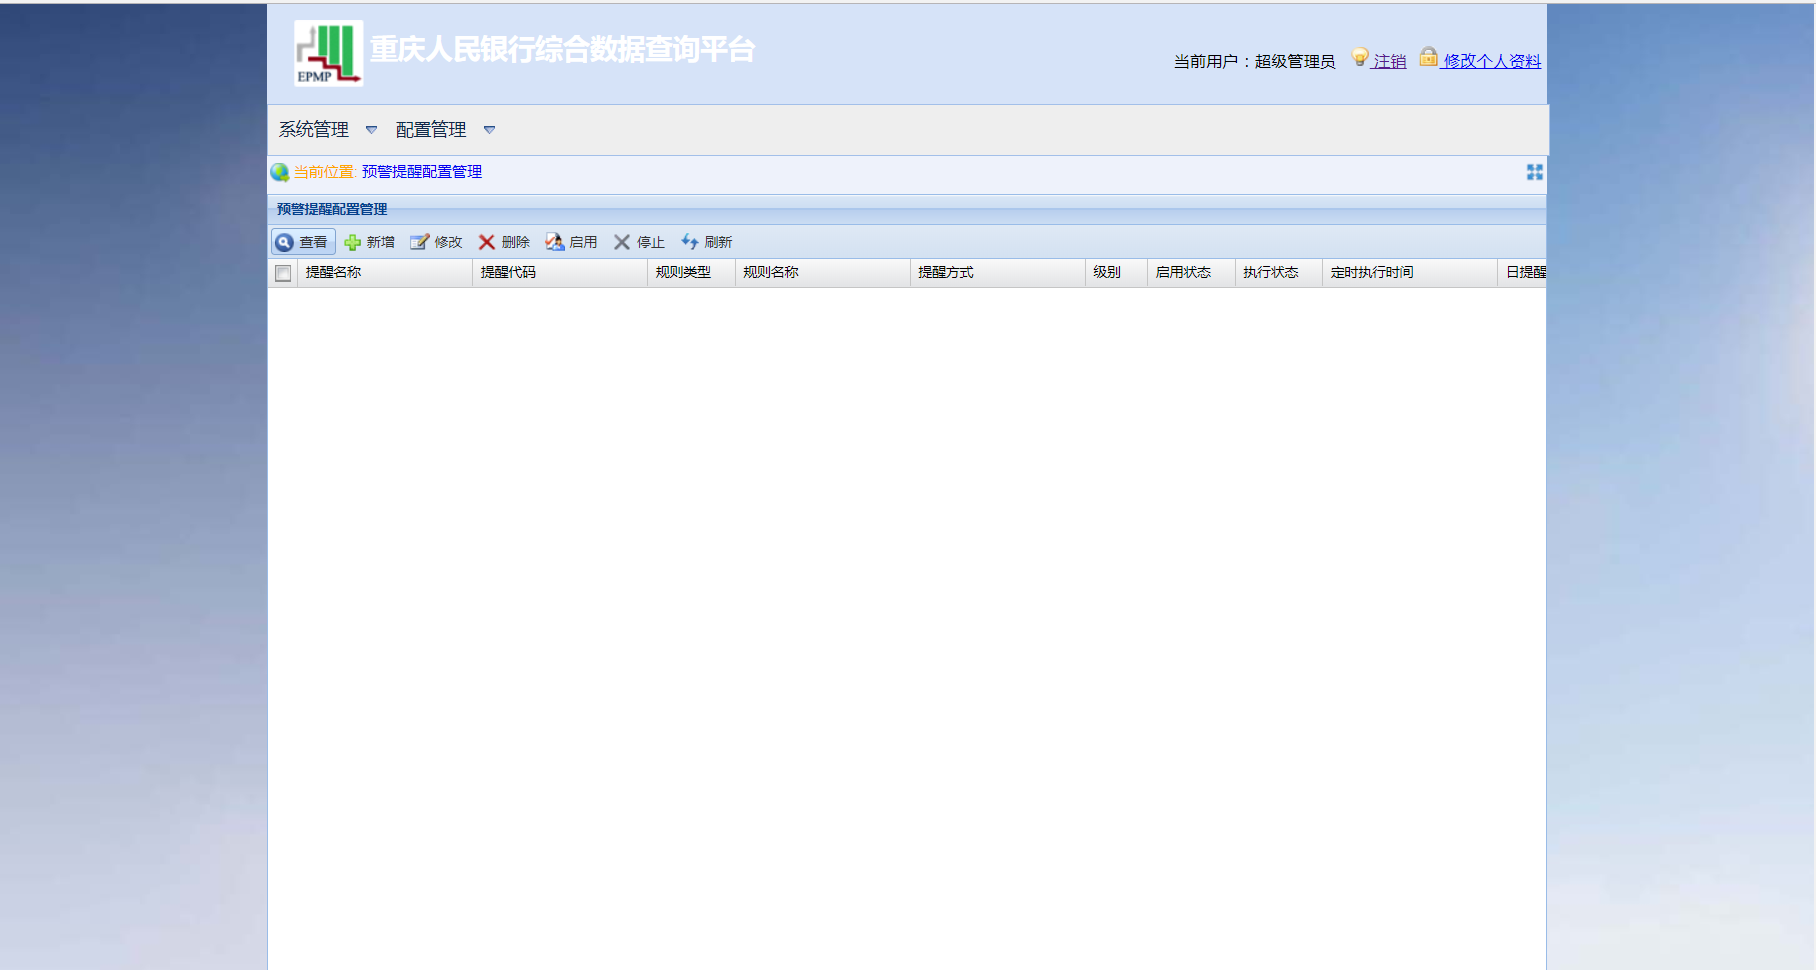 EPMP
重庆人民银行综合数据查询平台
当前用户：超级管理员 注销 修改个人资料
系统管理 配置管理
当前位置: 预警提醒配置管理
预警提醒配置管理
查看 新增 修改 删除 启用 停止 刷新
提醒名称 提醒代码 规则类型 规则名称 提醒方式 级别 启用状态 执行状态 定时执行时间 日提醒